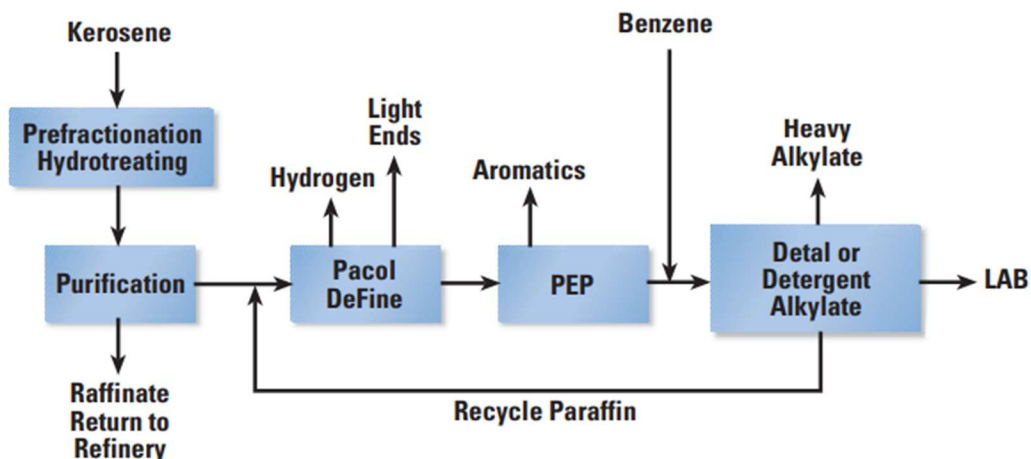 Kerosene
Benzene
Prefractionation
Hydrotreating
Light
Ends
Hydrogen
Aromatics
Heavy
Alkylate
Purification
Pacol
DeFine
PEP
Detal or
Detergent
Alkylate
LAB
Raffinate
Return to
Refinery
Recycle Paraffin